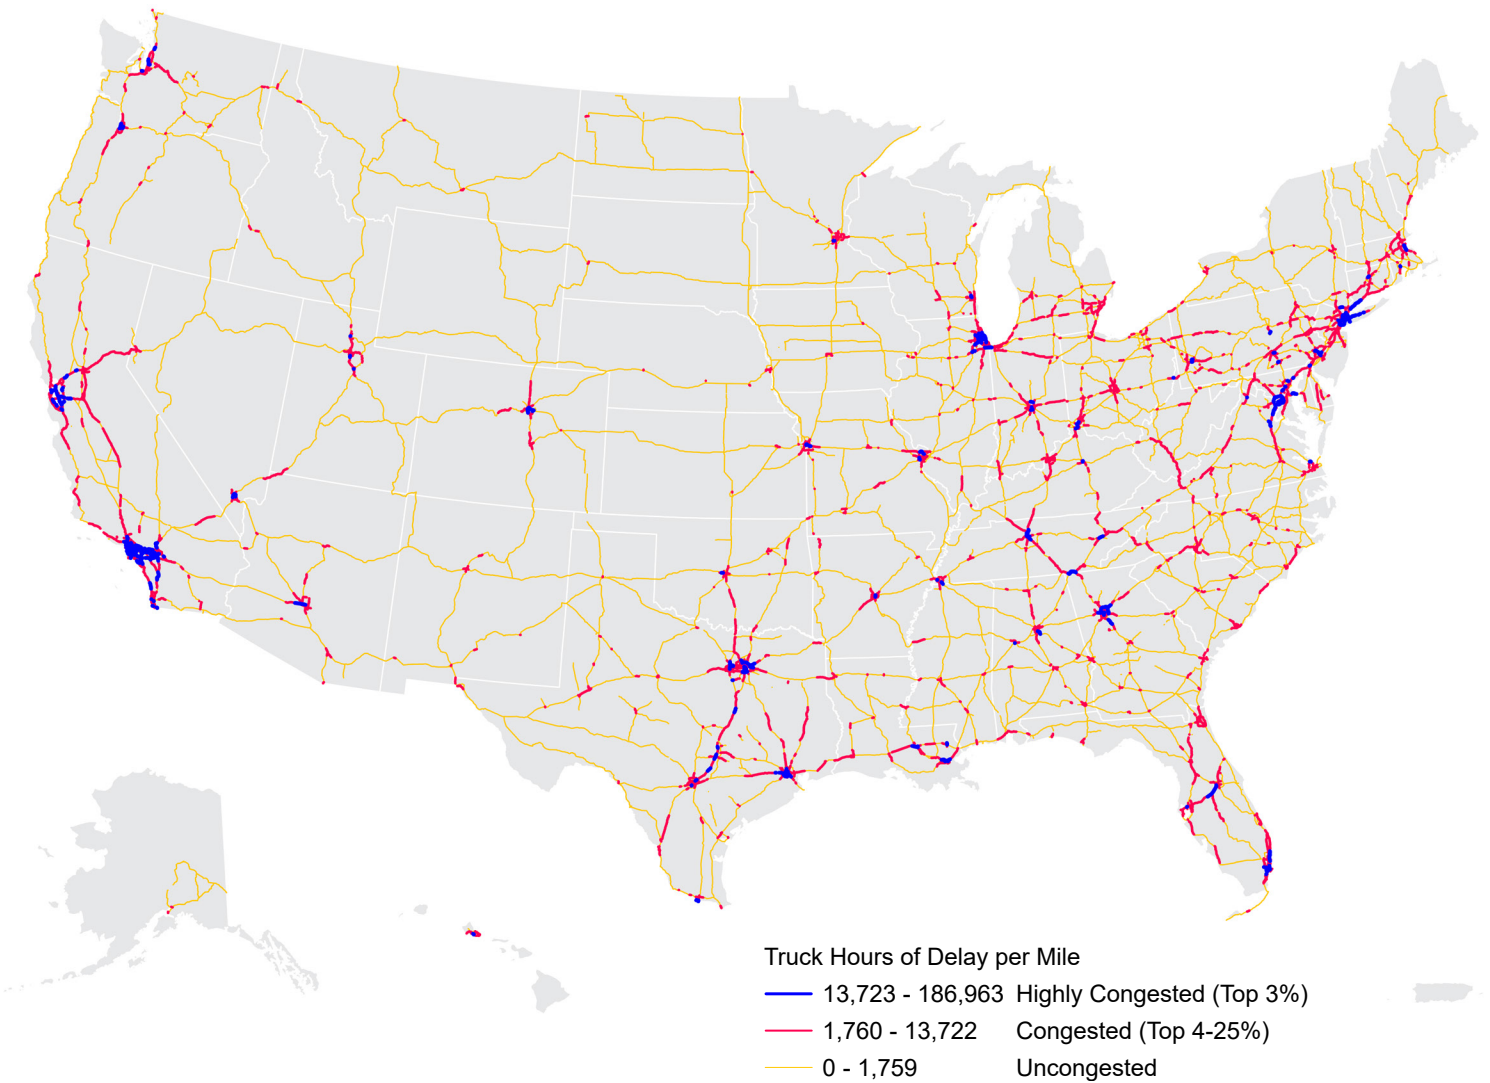 Truck Hours of Delay per Mile
13,723 - 186,963 Highly Congested (Top 3%)
1,760 - 13,722 Congested (Top 4-25%)
0 - 1,759 Uncongested